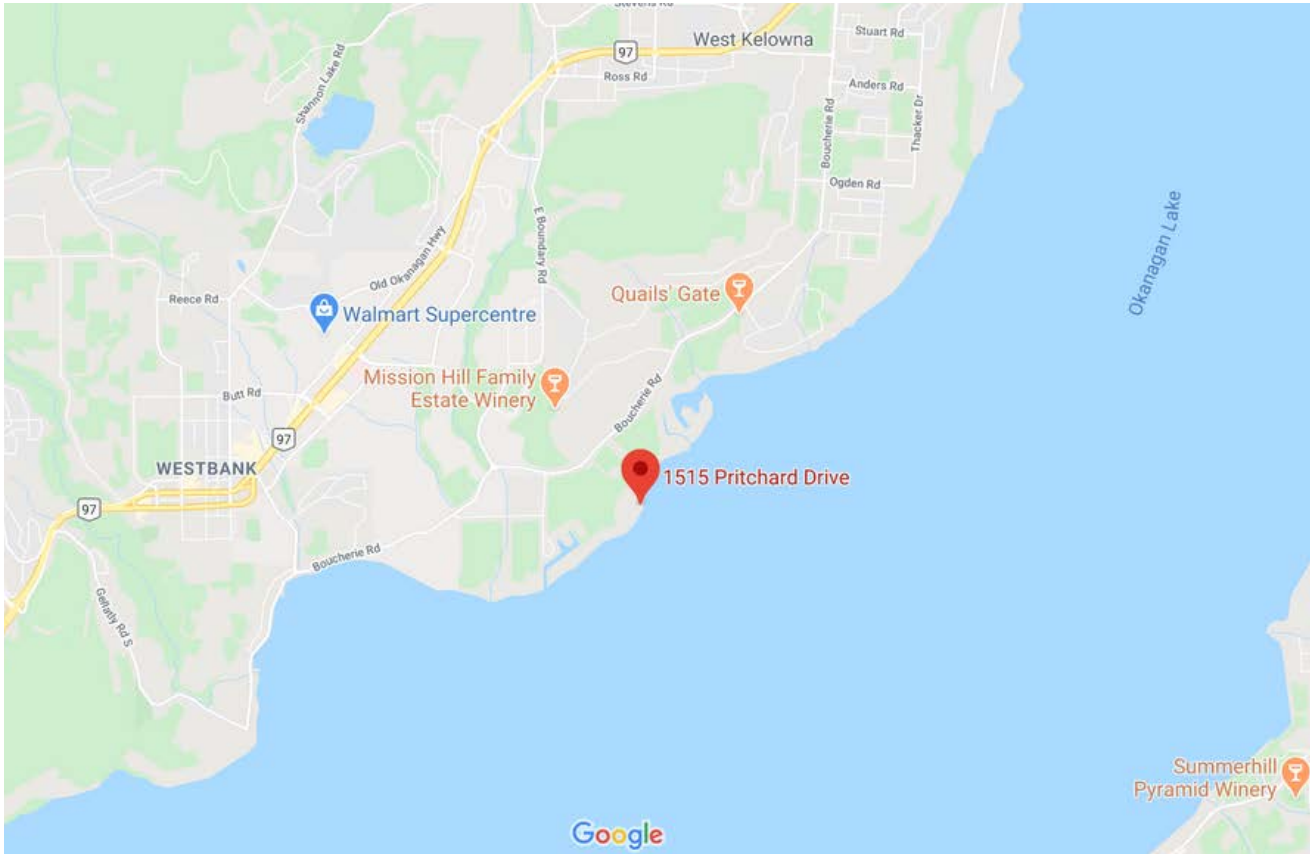 Stevens Rd
West Kelowna
Stuart Rd
97
Ross Rd
Shannon Lake Rd
Anders Rd
Boucherie Rd
Thacker Dr
Ogden Rd
Okanagan Lake
E Boundary Rd
Old Okanagan Hwy
Reece Rd
Quails' Gate
Walmart Supercentre
Mission Hill Family
Estate Winery
Boucherie Rd
Butt Rd
97
WESTBANK
1515 Pritchard Drive
97
Boucherie Rd
Gellatly Rd S
Summerhill
Pyramid Winery
Google